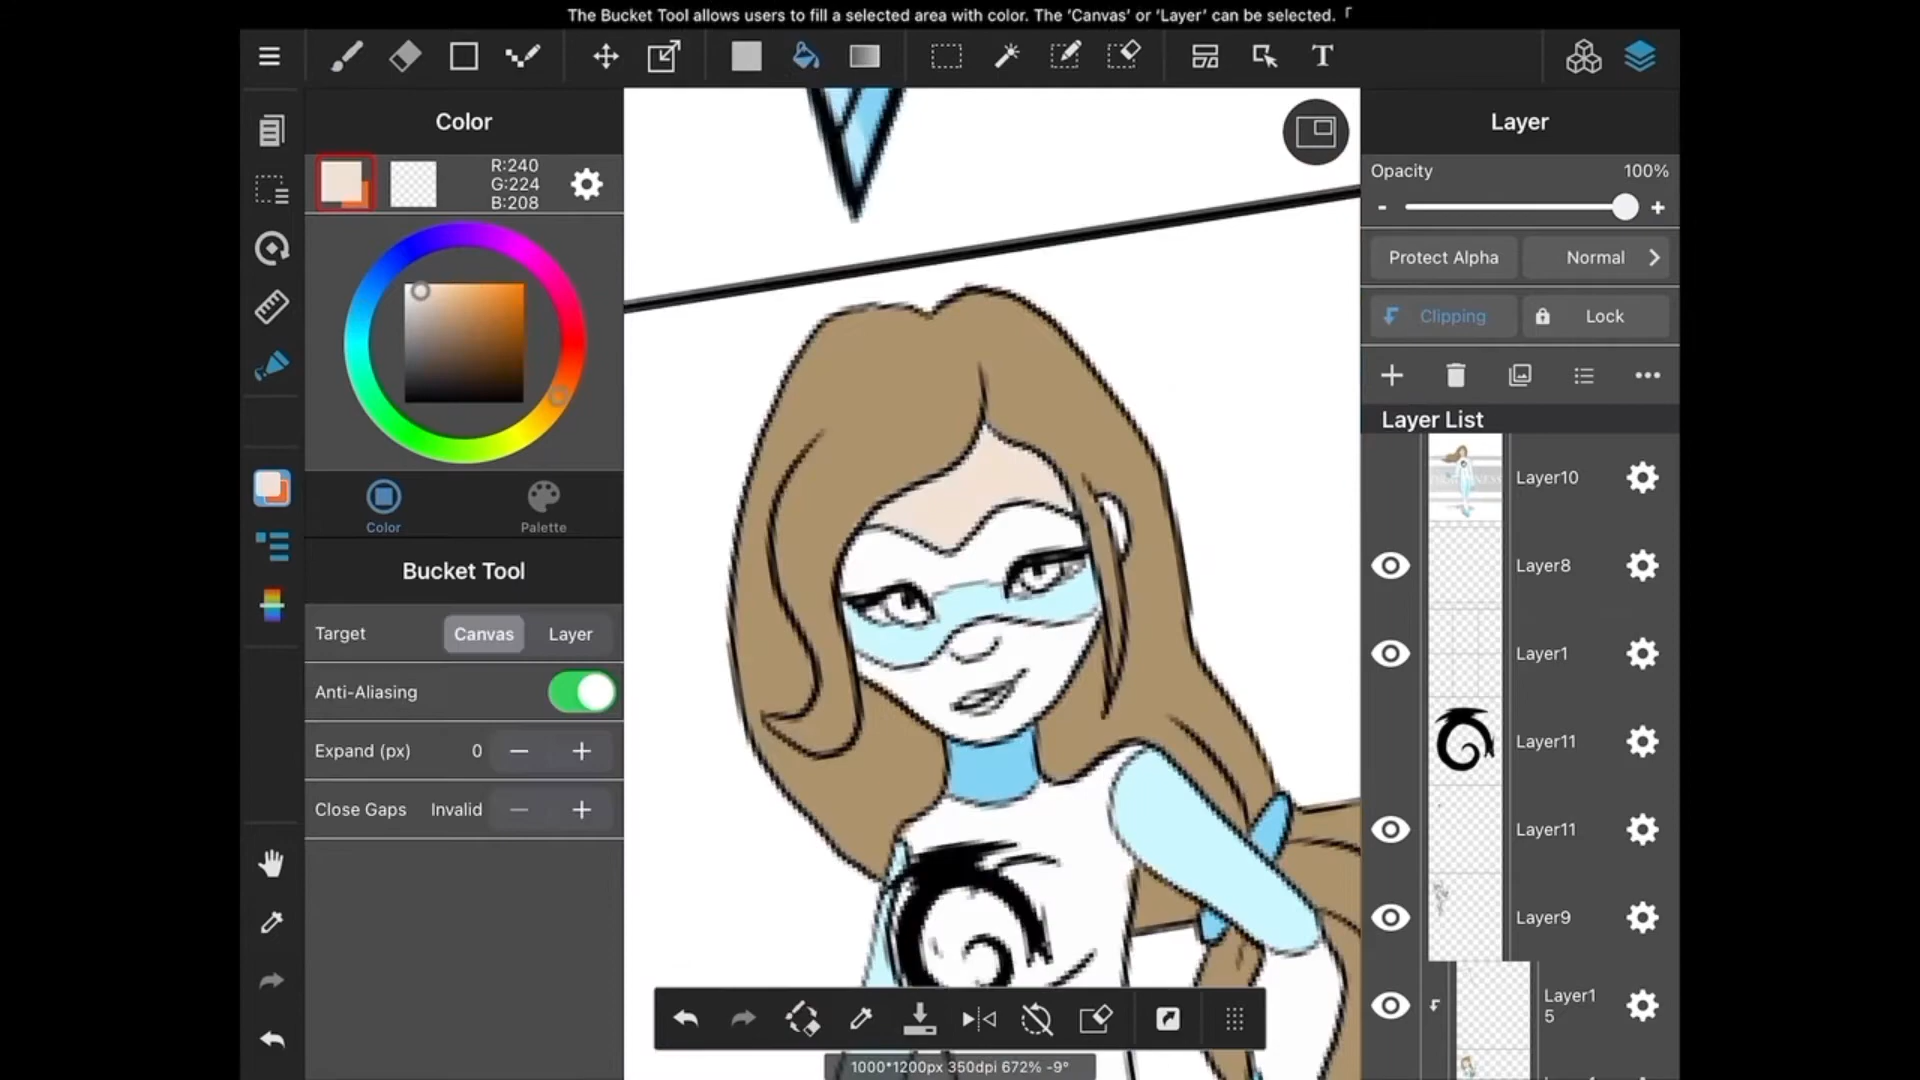 The Bucket Tool allows users to fill a selected area with color. The ‘Canvas’ or ‘Layer’ can be selected. 「
T
Color
R:240
G:224
B:208
Color
Palette
Bucket Tool
Target
Canvas
Layer
Anti-Aliasing
Expand (px)
0
Close Gaps
Invalid
1000*1200px 350dpi 672% -9°
Layer
Opacity
100%
Protect Alpha
Normal
Clipping
Lock
Layer List
Layer10
Layer8
Layer1
Layer11
Layer11
Layer9
Layer1
5